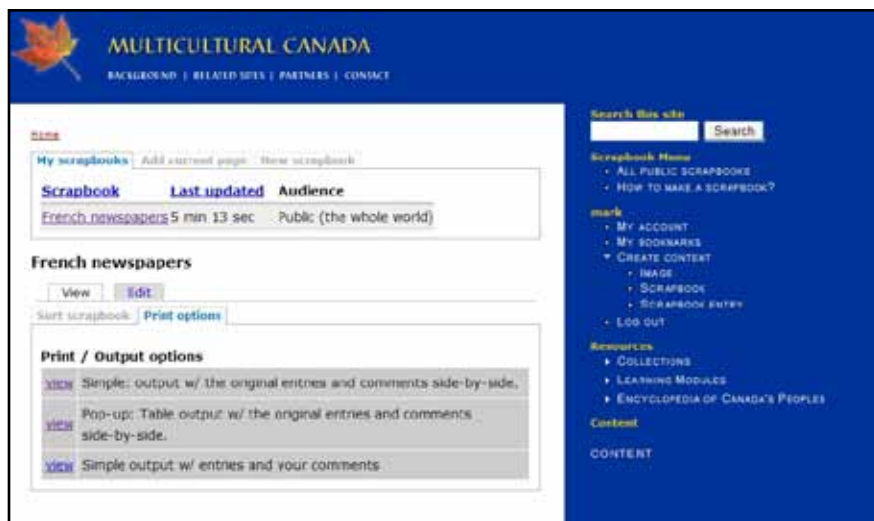 MULTICULTURAL CANADA
BACKGROUND | RELATED SITES | PARTNERS | CONTACT
Home
My scrapbooks Add current page New scrapbook
Scrapbook Last updated Audience
French newspapers 5 min 13 sec Public (the whole world)
French newspapers
View Edit
Sort scrapbook Print options
Print / Output options
view Simple: output w/ the original entries and comments side-by-side.
view Pop-up: Table output w/ the original entries and comments
side-by-side.
view Simple output w/ entries and your comments
Search this site
Search
Scrapbook Menu
ALL PUBLIC SCRAPBOOKS
HOW TO MAKE A SCRAPBOOK?
mark
MY ACCOUNT
MY BOOKMARKS
CREATE CONTENT
IMAGE
SCRAPBOOK
SCRAPBOOK ENTRY
LOG OUT
Resources
COLLECTIONS
LEARNING MODULES
ENCYCLOPEDIA OF CANADA'S PEOPLES
Content
CONTENT